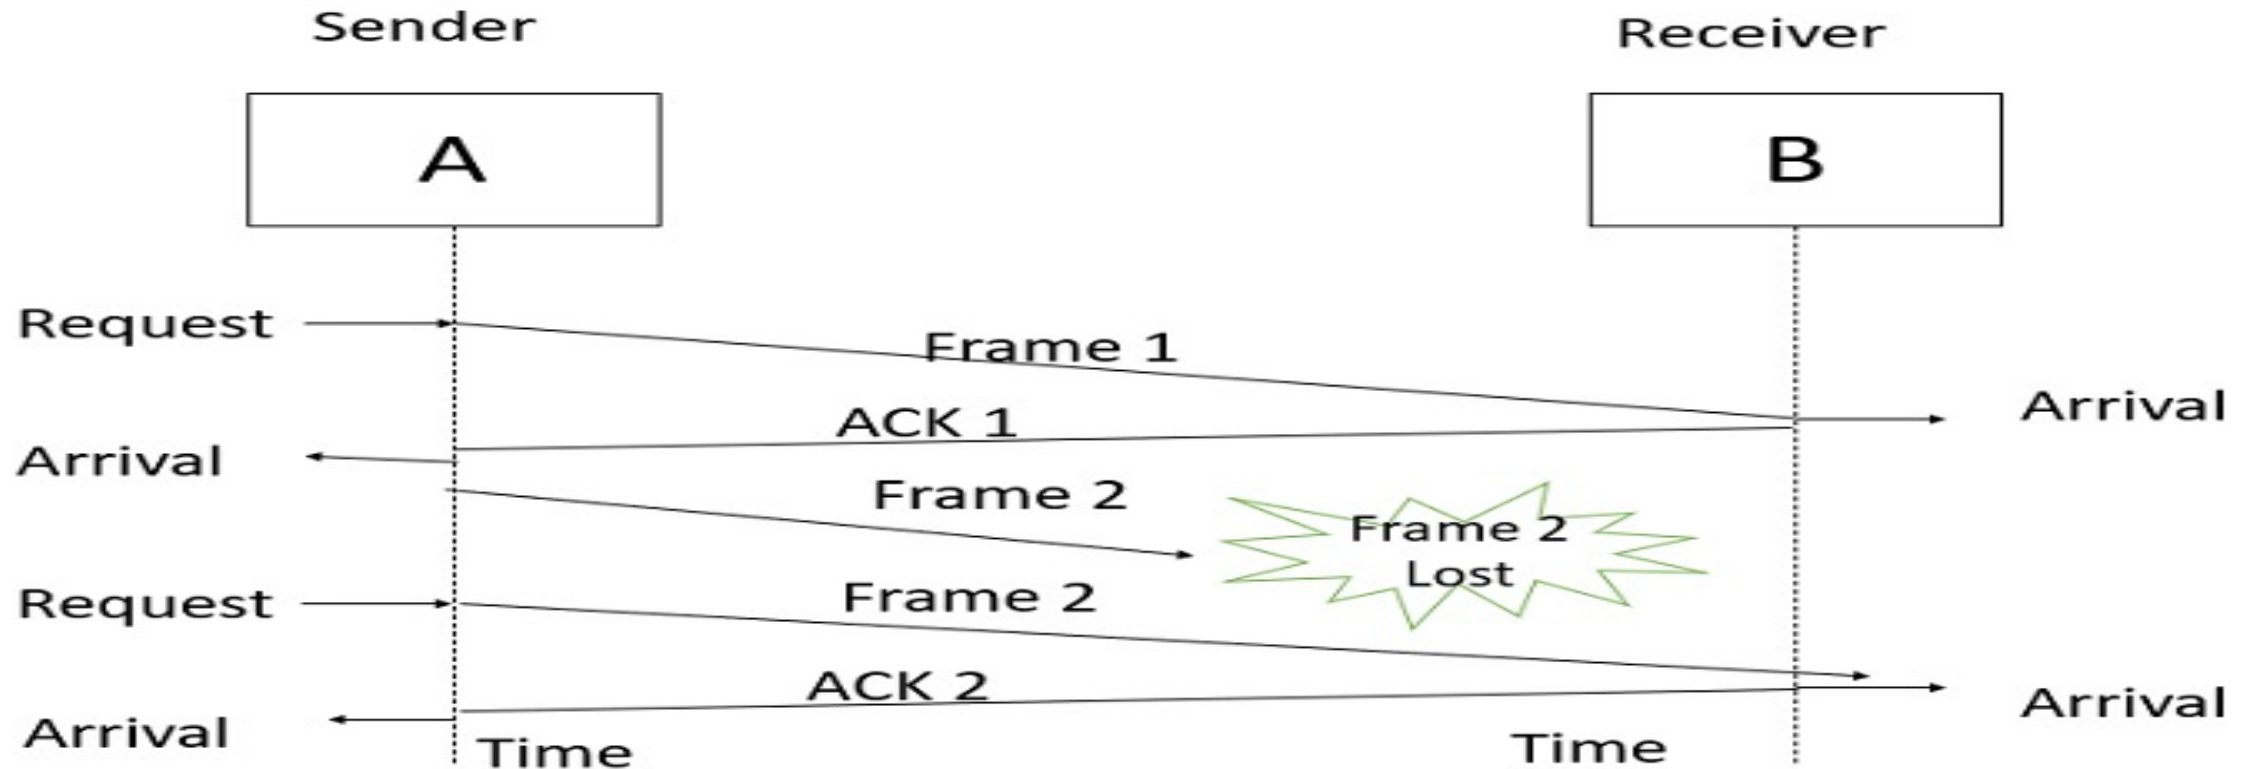 Sender
Receiver
A
B
Request
Frame 1
Arrival
ACK 1
Arrival
Frame 2
Frame 2
Lost
Request
Frame 2
ACK 2
Arrival
Arrival
Time
Time